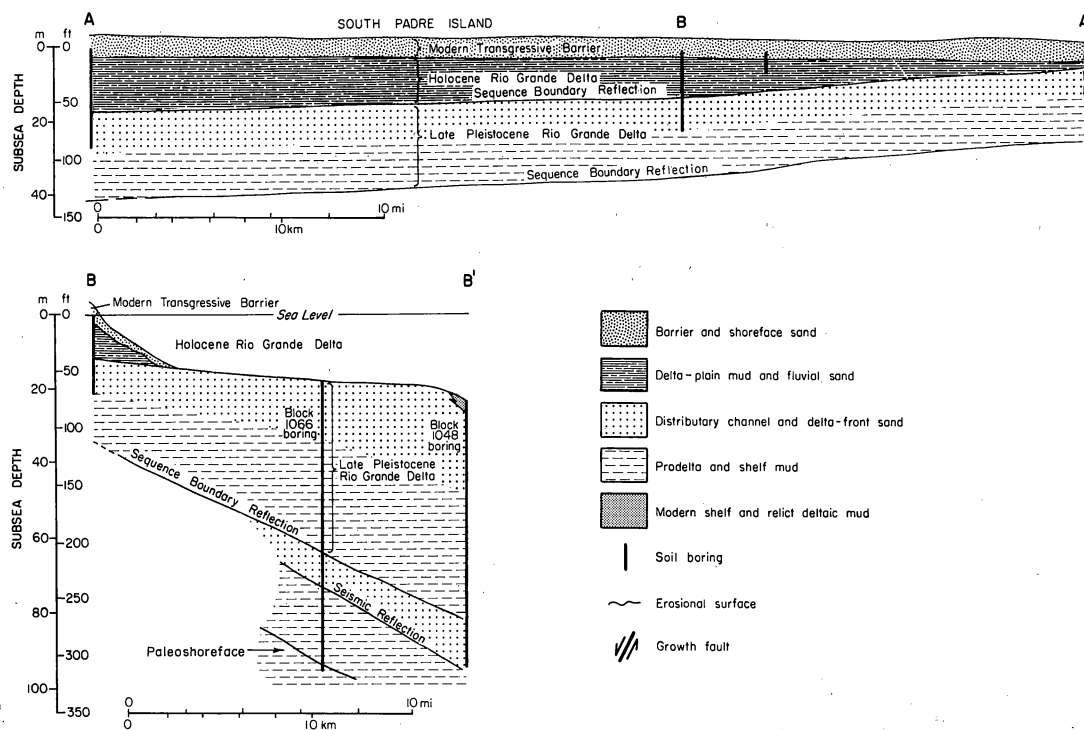 SOUTH PADRE ISLAND
A
B
A
m ft
0 0
50
20
100
40
150
SUBSEA DEPTH
Modern Transgressive Barrier
Holocene Rio Grande Delta
Sequence Boundary Reflection
Late Pleistocene Rio Grande Delta
Sequence Boundary Reflection
0 10 mi
0 10km
B
B'
m ft
0 0
50
20
100
40
150
60
200
250
80
300
100
350
SUBSEA DEPTH
Modern Transgressive Barrier
Sea Level
Holocene Rio Grande Delta
Block
1066
boring
Block
1048
boring
Late Pleistocene
Rio Grande Delta
Sequence Boundary Reflection
Seismic Reflection
Paleoshoreface
0 10 mi
0 10 km
Barrier and shoreface sand
Delta-plain mud and fluvial sand
Distributary channel and delta-front sand
Prodelta and shelf mud
Modern shelf and relict deltaic mud
Soil boring
Erosional surface
Growth fault